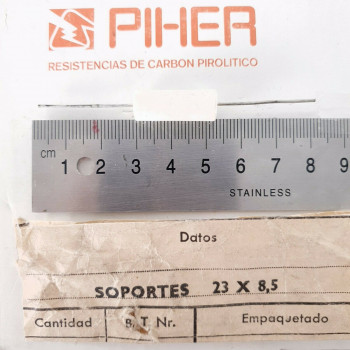 PIHER
RESISTENCIAS DE CARBON PIROLITICO
cm 1 2 3 4 5 6 7 8 9
STAINLESS
Datos
SOPORTES 23 X 8,5
Cantidad B. T. Nr. Empaquetado